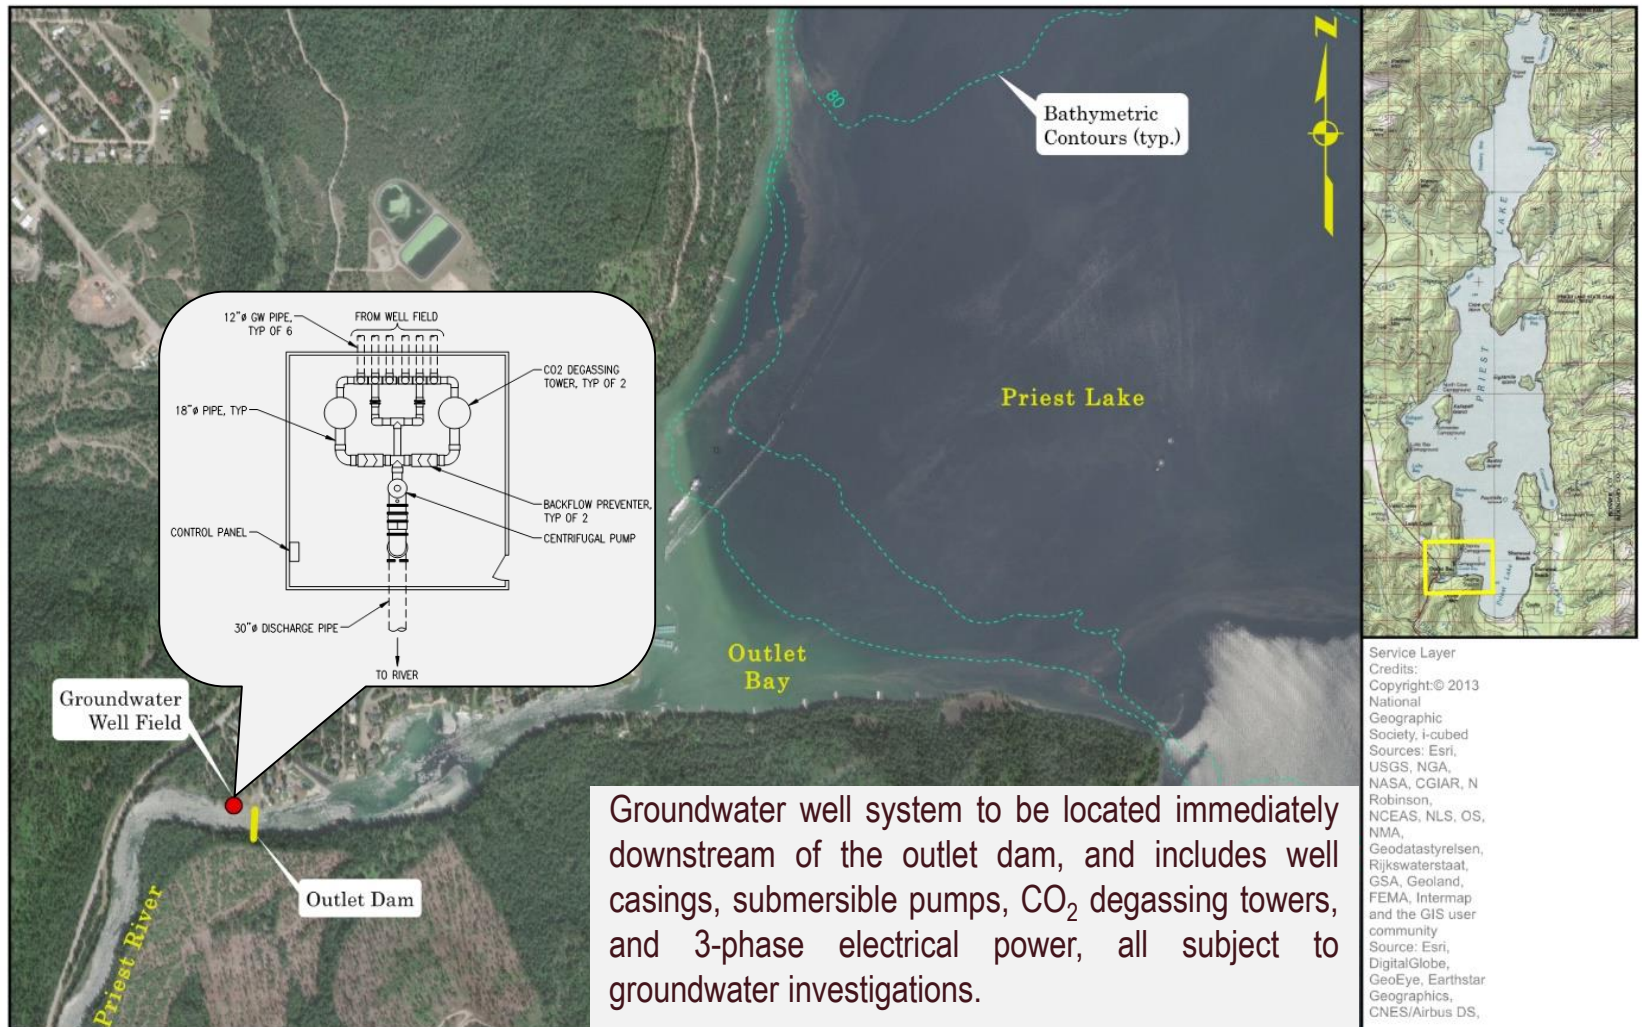 N
80
Bathymetric
Contours (typ.)
12"ø GW PIPE,
TYP OF 6
FROM WELL FIELD
CO2 DEGASSING
TOWER, TYP OF 2
18"ø PIPE, TYP
BACKFLOW PREVENTER,
TYP OF 2
CENTRIFUGAL PUMP
CONTROL PANEL
30"ø DISCHARGE PIPE
TO RIVER
Priest Lake
Outlet
Bay
Groundwater
Well Field
Outlet Dam
Priest River
Groundwater well system to be located immediately
downstream of the outlet dam, and includes well
casings, submersible pumps, CO₂ degassing towers,
and 3-phase electrical power, all subject to
groundwater investigations.
PRIEST LAKE
Service Layer
Credits:
Copyright:© 2013
National
Geographic
Society, i-cubed
Sources: Esri,
USGS, NGA,
NASA, CGIAR, N
Robinson,
NCEAS, NLS, OS,
NMA,
Geodatastyrelsen,
Rijkswaterstaat,
GSA, Geoland,
FEMA, Intermap
and the GIS user
community
Source: Esri,
DigitalGlobe,
GeoEye, Earthstar
Geographics,
CNES/Airbus DS,